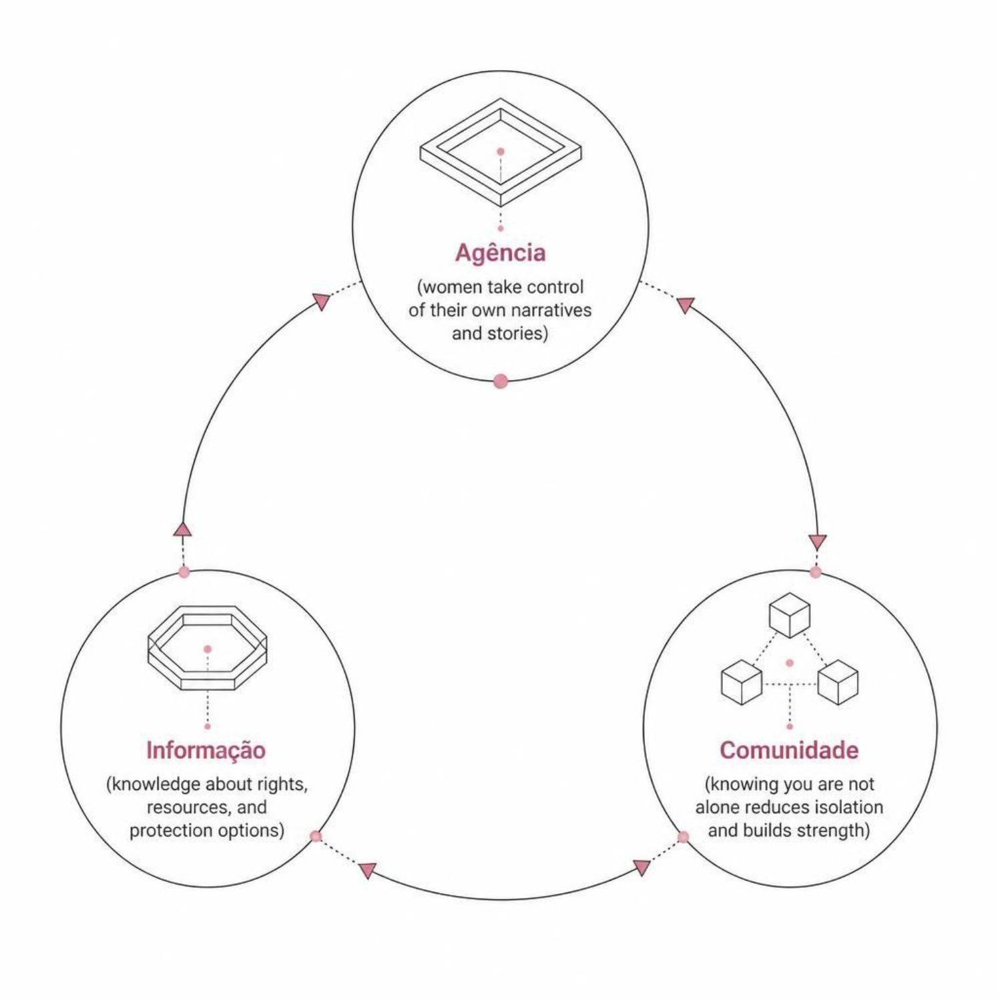 Agência
(women take control
of their own narratives
and stories)
Informação
(knowledge about rights,
resources, and
protection options)
Comunidade
(knowing you are not
alone reduces isolation
and builds strength)